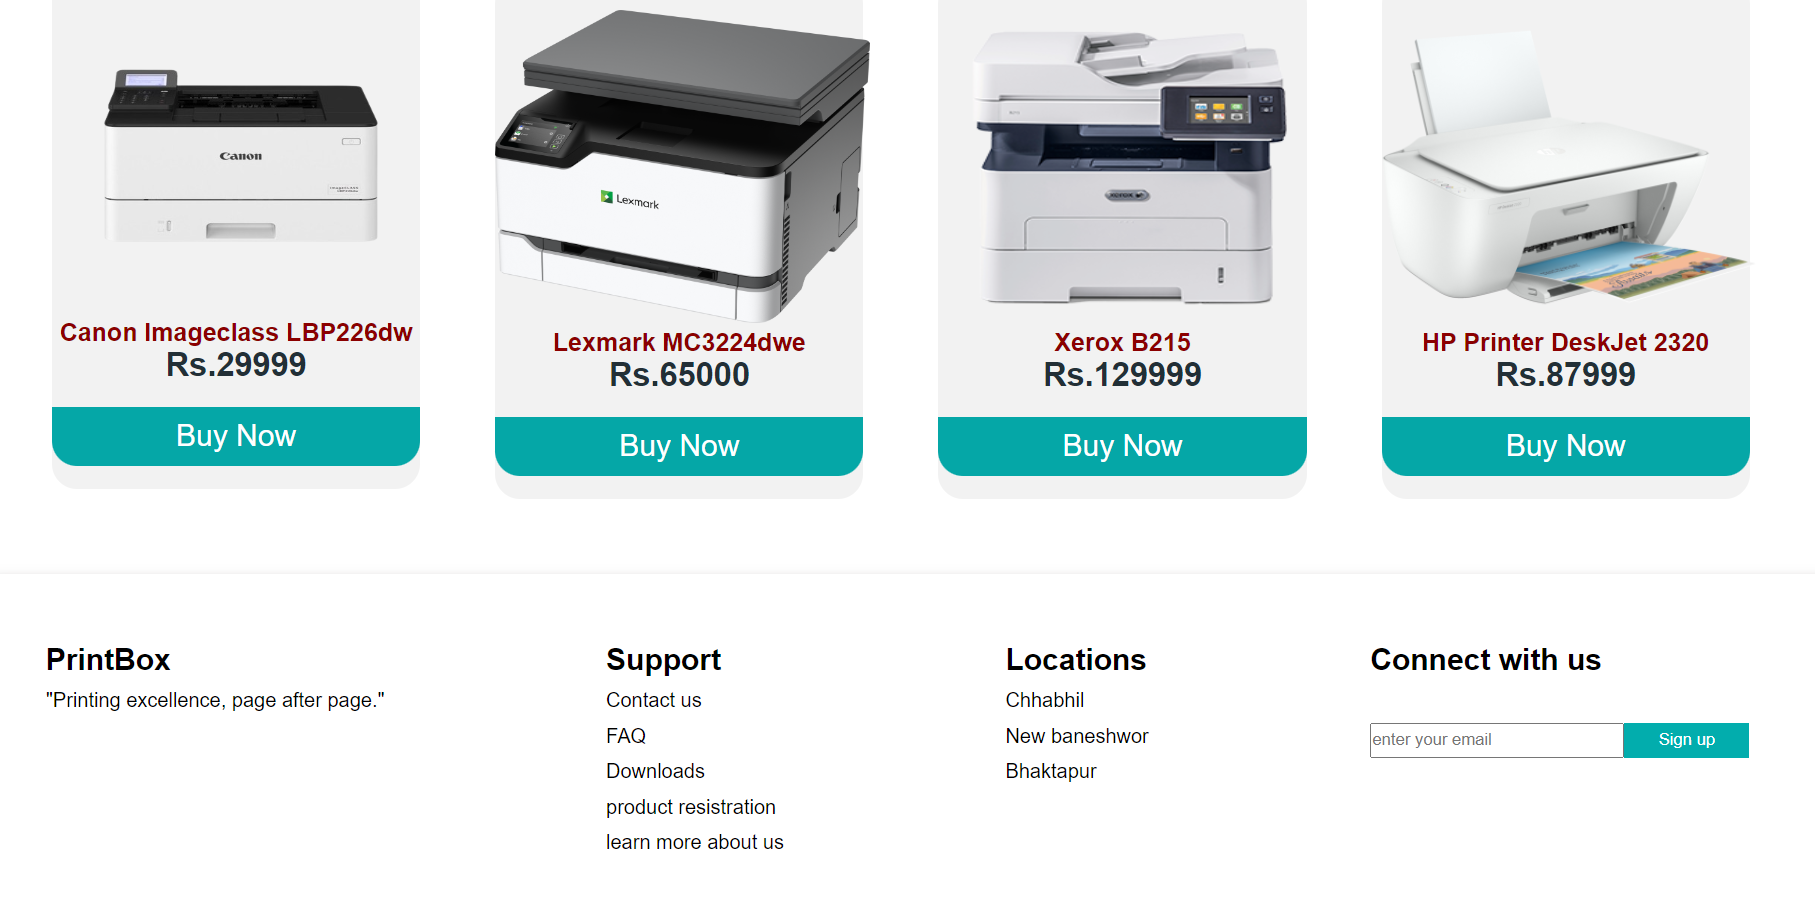 Canon
Lexmark
xerox
Canon Imageclass LBP226dw
Rs.29999
Buy Now
Lexmark MC3224dwe
Rs.65000
Buy Now
Xerox B215
Rs.129999
Buy Now
HP Printer DeskJet 2320
Rs.87999
Buy Now
PrintBox
"Printing excellence, page after page."
Support
Contact us
FAQ
Downloads
product resistration
learn more about us
Locations
Chhabhil
New baneshwor
Bhaktapur
Connect with us
enter your email
Sign up